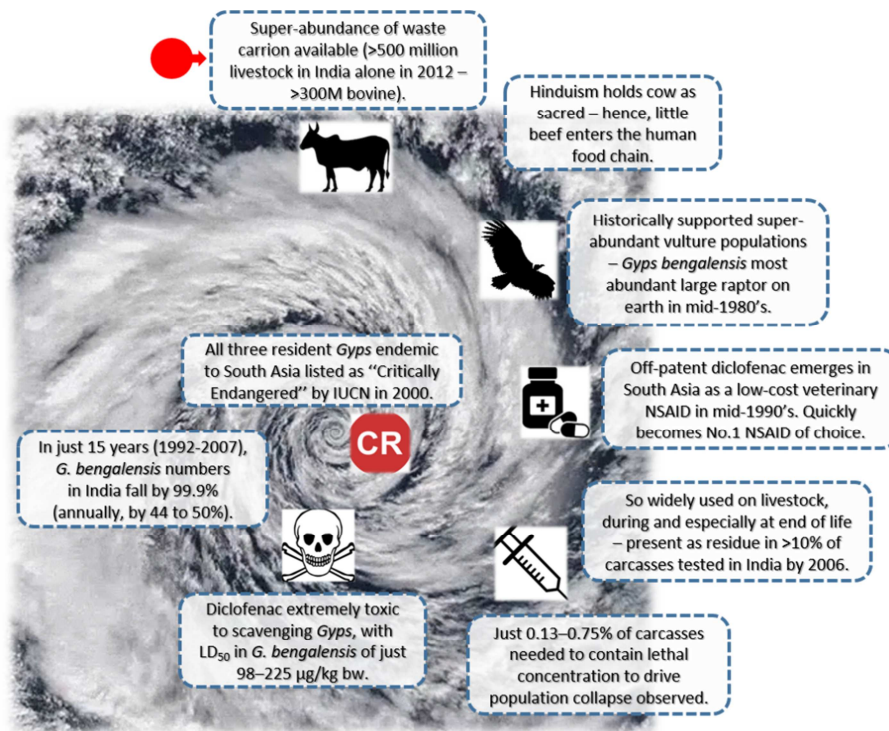 Super-abundance of waste
carrion available (>500 million
livestock in India alone in 2012 –
>300M bovine).
Hinduism holds cow as
sacred – hence, little
beef enters the human
food chain.
Historically supported super-
abundant vulture populations
– Gyps bengalensis most
abundant large raptor on
earth in mid-1980's.
Off-patent diclofenac emerges in
South Asia as a low-cost veterinary
NSAID in mid-1990's. Quickly
becomes No.1 NSAID of choice.
So widely used on livestock,
during and especially at end of life
– present as residue in >10% of
carcasses tested in India by 2006.
Just 0.13–0.75% of carcasses
needed to contain lethal
concentration to drive
population collapse observed.
Diclofenac extremely toxic
to scavenging Gyps, with
LD50 in G. bengalensis of just
98–225 µg/kg bw.
In just 15 years (1992-2007),
G. bengalensis numbers
in India fall by 99.9%
(annually, by 44 to 50%).
All three resident Gyps endemic
to South Asia listed as “Critically
Endangered” by IUCN in 2000.
CR